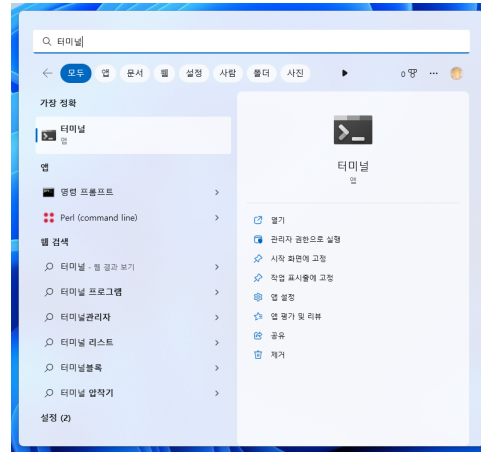 터미널
모두 앱 문서 웹 설정 사람 폴더 사진 0
가장 정확
터미널
앱
앱
명령 프롬프트
Perl (command line)
웹 검색
터미널 - 웹 결과 보기
터미널 프로그램
터미널관리자
터미널 리스트
터미널블록
터미널 압착기
설정 (2)
터미널
앱
열기
관리자 권한으로 실행
시작 화면에 고정
작업 표시줄에 고정
앱 설정
앱 평가 및 리뷰
공유
제거